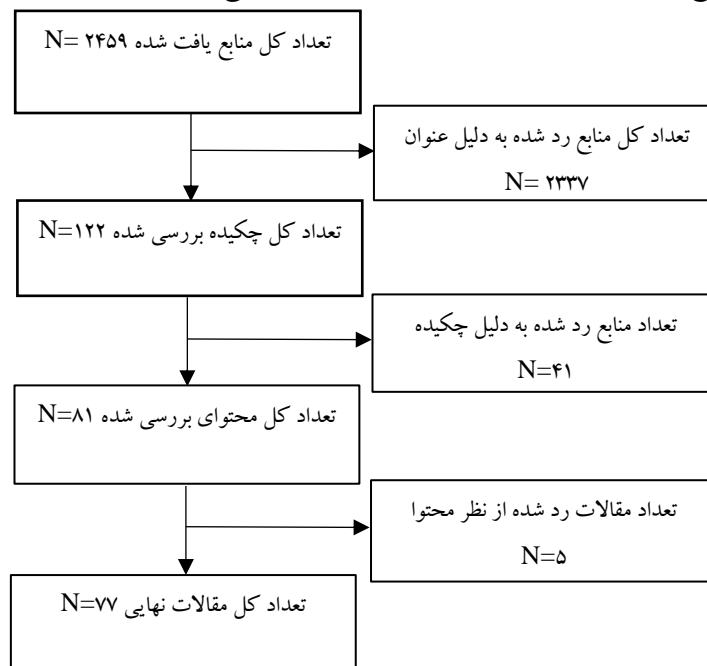 تعداد کل منابع یافت شده N= ۲۴۵۹
تعداد کل منابع رد شده به دلیل عنوان
N= ۲۳۳۷
تعداد کل چکیده بررسی شده N=۱۲۲
تعداد منابع رد شده به دلیل چکیده
N=۴۱
تعداد کل محتوای بررسی شده N=۸۱
تعداد مقالات رد شده از نظر محتوا
N=۵
تعداد کل مقالات نهایی N=۷۷